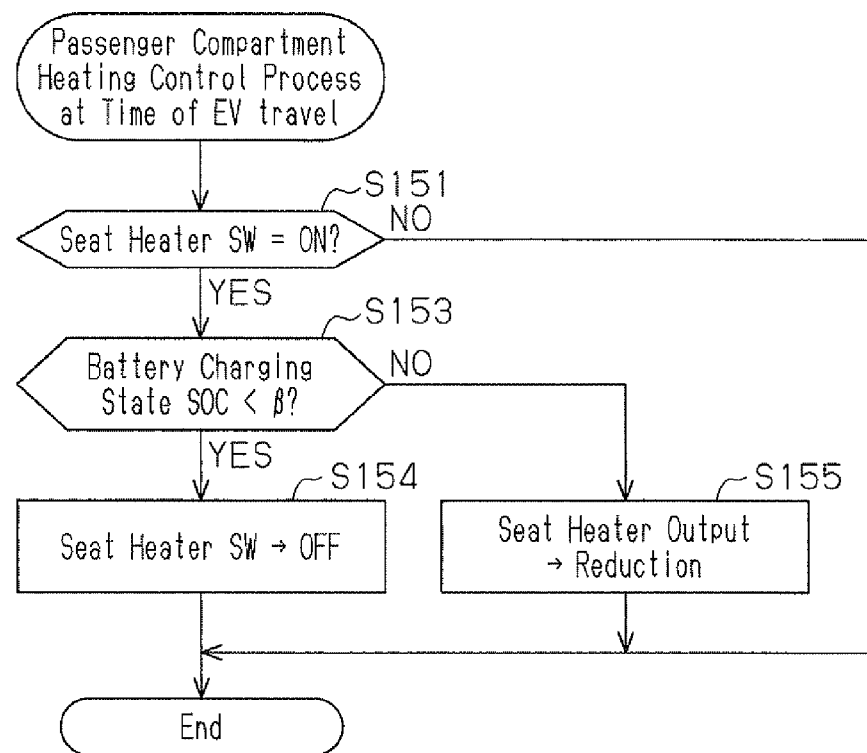 Passenger Compartment
Heating Control Process
at Time of EV travel
S151
Seat Heater SW = ON?
NO
YES
S153
Battery Charging
State SOC < β?
NO
YES
S154
Seat Heater SW → OFF
S155
Seat Heater Output
→ Reduction
End